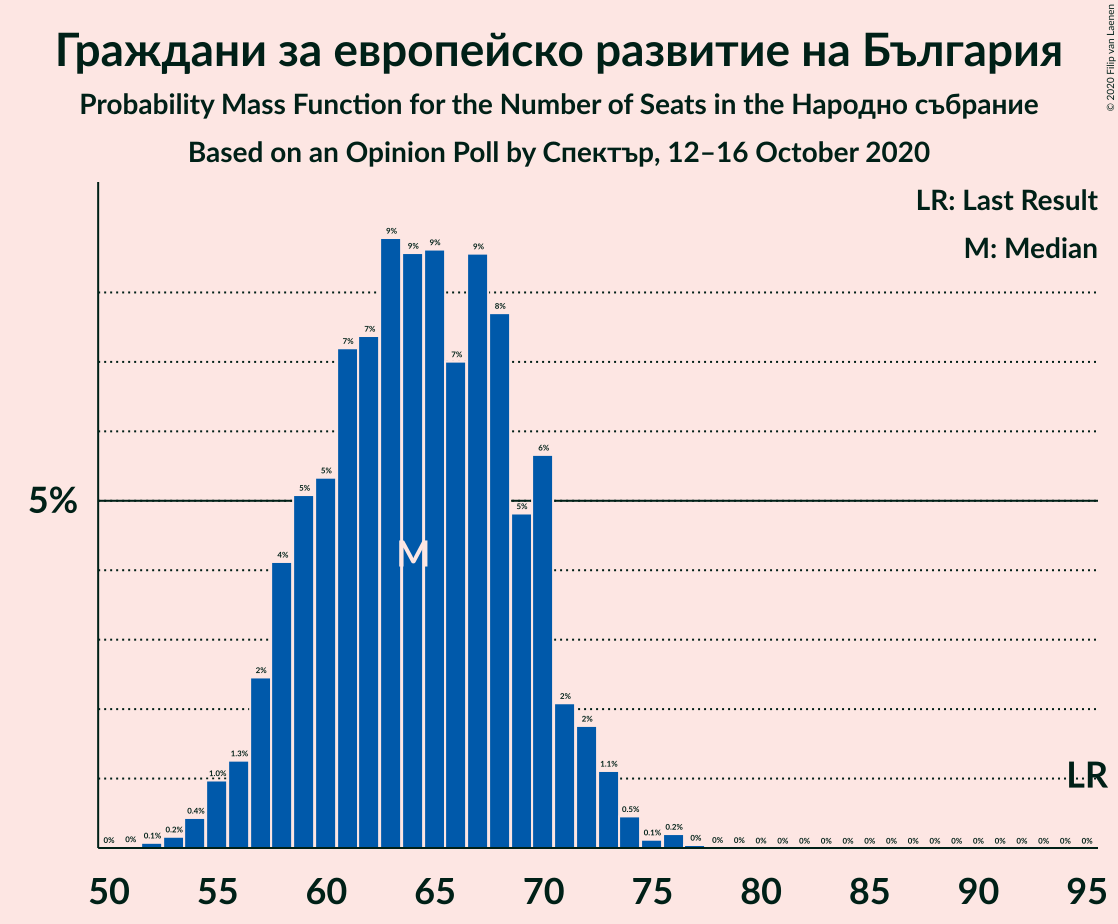 Граждани за европейско развитие на България
Probability Mass Function for the Number of Seats in the Народно събрание
Based on an Opinion Poll by Спектър, 12–16 October 2020
© 2020 Filip van Laenen
LR: Last Result
M: Median
5%
0% 0% 0.1% 0.2% 0.4% 1.0% 1.3% 2% 4% 5% 5% 7% 7% 9% 9% 9% 7% 9% 8% 5% 6% 2% 2% 1.1% 0.5% 0.1% 0.2% 0% 0% 0% 0% 0% 0% 0% 0% 0% 0% 0% 0% 0% 0% 0% 0% 0% 0% 0%
M
LR
50 55 60 65 70 75 80 85 90 95